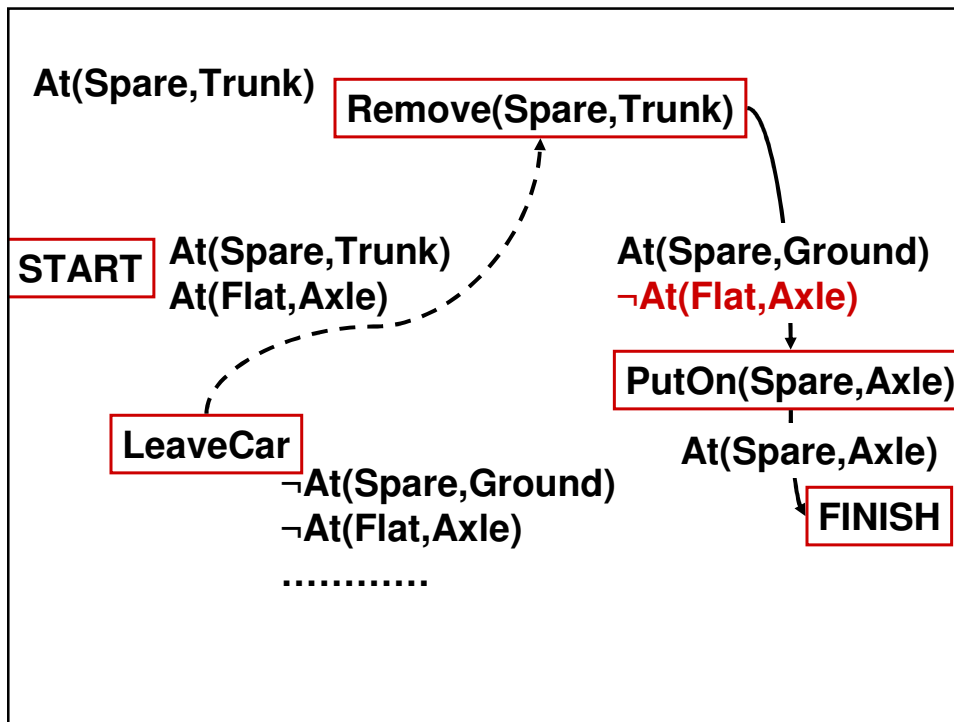 At(Spare,Trunk)
Remove(Spare,Trunk)
START
At(Spare,Trunk)
At(Flat,Axle)
At(Spare,Ground)
¬At(Flat,Axle)
PutOn(Spare,Axle)
LeaveCar
At(Spare,Axle)
¬At(Spare,Ground)
¬At(Flat,Axle)
FINISH
............